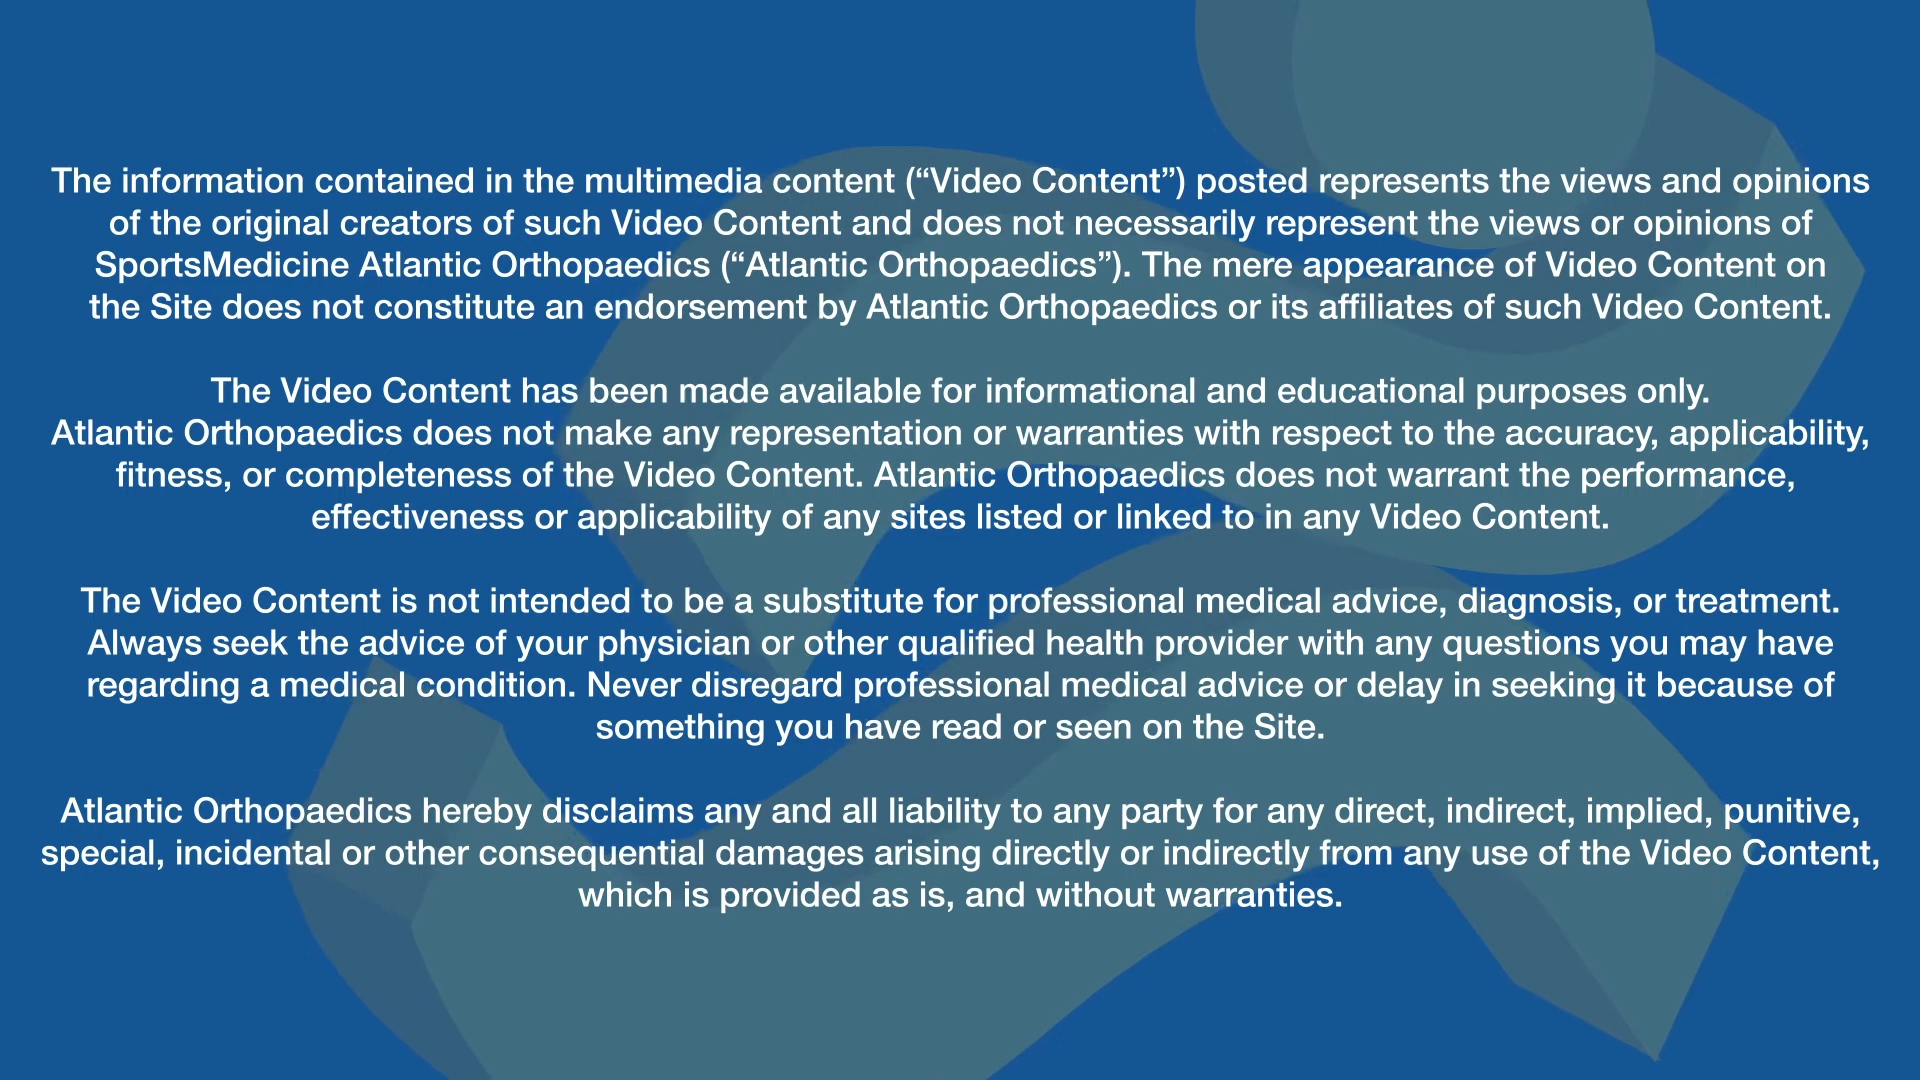 The information contained in the multimedia content (“Video Content”) posted represents the views and opinions
of the original creators of such Video Content and does not necessarily represent the views or opinions of
SportsMedicine Atlantic Orthopaedics (“Atlantic Orthopaedics”). The mere appearance of Video Content on
the Site does not constitute an endorsement by Atlantic Orthopaedics or its affiliates of such Video Content.
The Video Content has been made available for informational and educational purposes only.
Atlantic Orthopaedics does not make any representation or warranties with respect to the accuracy, applicability,
fitness, or completeness of the Video Content. Atlantic Orthopaedics does not warrant the performance,
effectiveness or applicability of any sites listed or linked to in any Video Content.
The Video Content is not intended to be a substitute for professional medical advice, diagnosis, or treatment.
Always seek the advice of your physician or other qualified health provider with any questions you may have
regarding a medical condition. Never disregard professional medical advice or delay in seeking it because of
something you have read or seen on the Site.
Atlantic Orthopaedics hereby disclaims any and all liability to any party for any direct, indirect, implied, punitive,
special, incidental or other consequential damages arising directly or indirectly from any use of the Video Content,
which is provided as is, and without warranties.